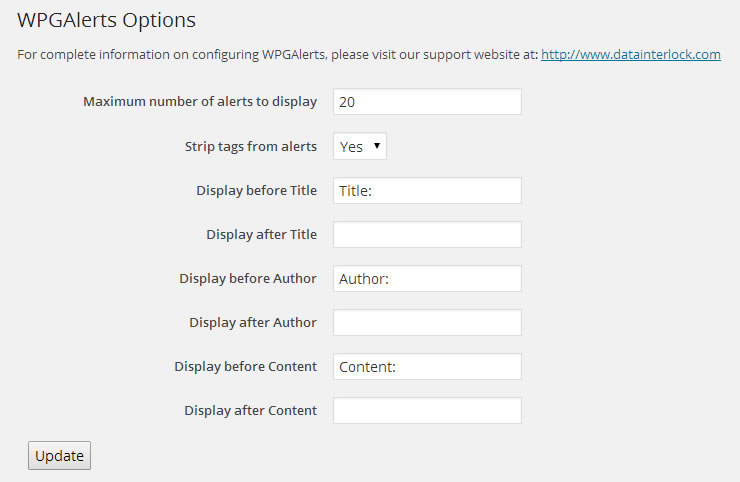 WPGAlerts Options
For complete information on configuring WPGAlerts, please visit our support website at: http://www.datainterlock.com
Maximum number of alerts to display 20
Strip tags from alerts Yes
Display before Title Title:
Display after Title
Display before Author Author:
Display after Author
Display before Content Content:
Display after Content
Update